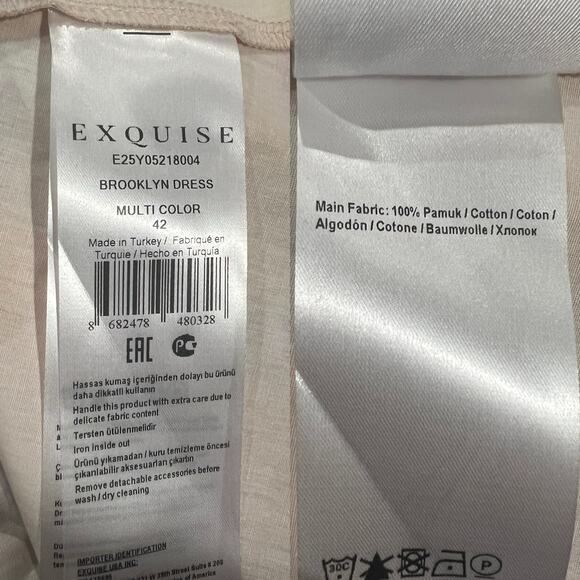 EXQUISE
E25Y05218004
BROOKLYN DRESS
MULTI COLOR
42
Made in Turkey / Fabriqué en
Turquie / Hecho en Turquía
8 682478 480328
EAC PC
Hassas kumaş içeriğinden dolayı bu ürünü
daha dikkatli kullanın
Handle this product with extra care due to
delicate fabric content
Tersten ütülenmelidir
Iron inside out
Ürünü yıkamadan / kuru temizleme öncesi
çıkarılabilir aksesuarları çıkartın
Remove detachable accessories before
wash / dry cleaning
IMPORTER IDENTIFICATION
EXQUISE USA INC:
Main Fabric: 100% Pamuk / Cotton / Coton /
Algodón / Cotone / Baumwolle / Хлопок
30C
P